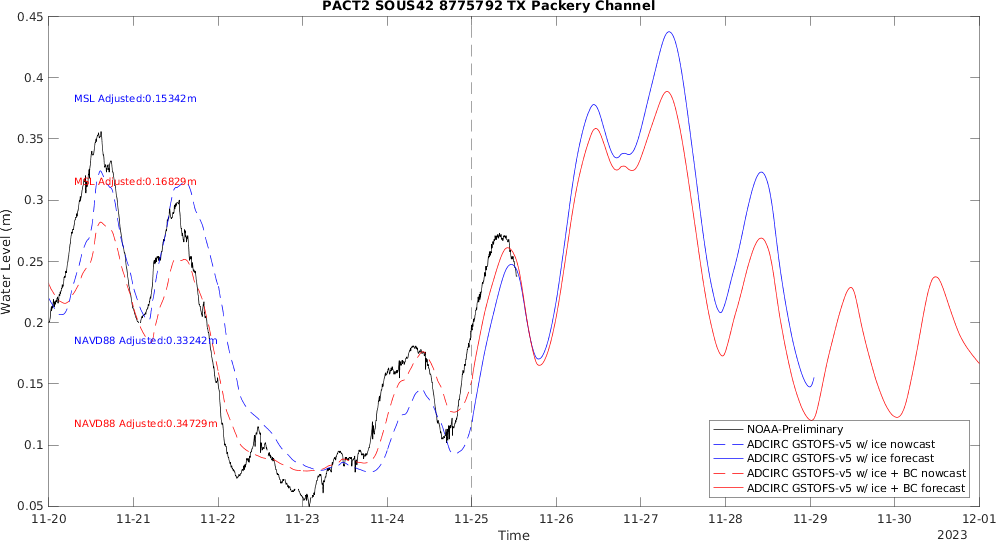 PACT2 SOUS42 8775792 TX Packery Channel
0.45
0.4
0.35
0.3
0.25
0.2
0.15
0.1
0.05
Water Level (m)
MSL Adjusted:0.15342m
MSL Adjusted:0.16829m
NAVD88 Adjusted:0.33242m
NAVD88 Adjusted:0.34729m
NOAA-Preliminary
ADCIRC GSTOFS-v5 w/ ice nowcast
ADCIRC GSTOFS-v5 w/ ice forecast
ADCIRC GSTOFS-v5 w/ ice + BC nowcast
ADCIRC GSTOFS-v5 w/ ice + BC forecast
11-20 11-21 11-22 11-23 11-24 11-25 11-26 11-27 11-28 11-29 11-30 12-01
Time
2023